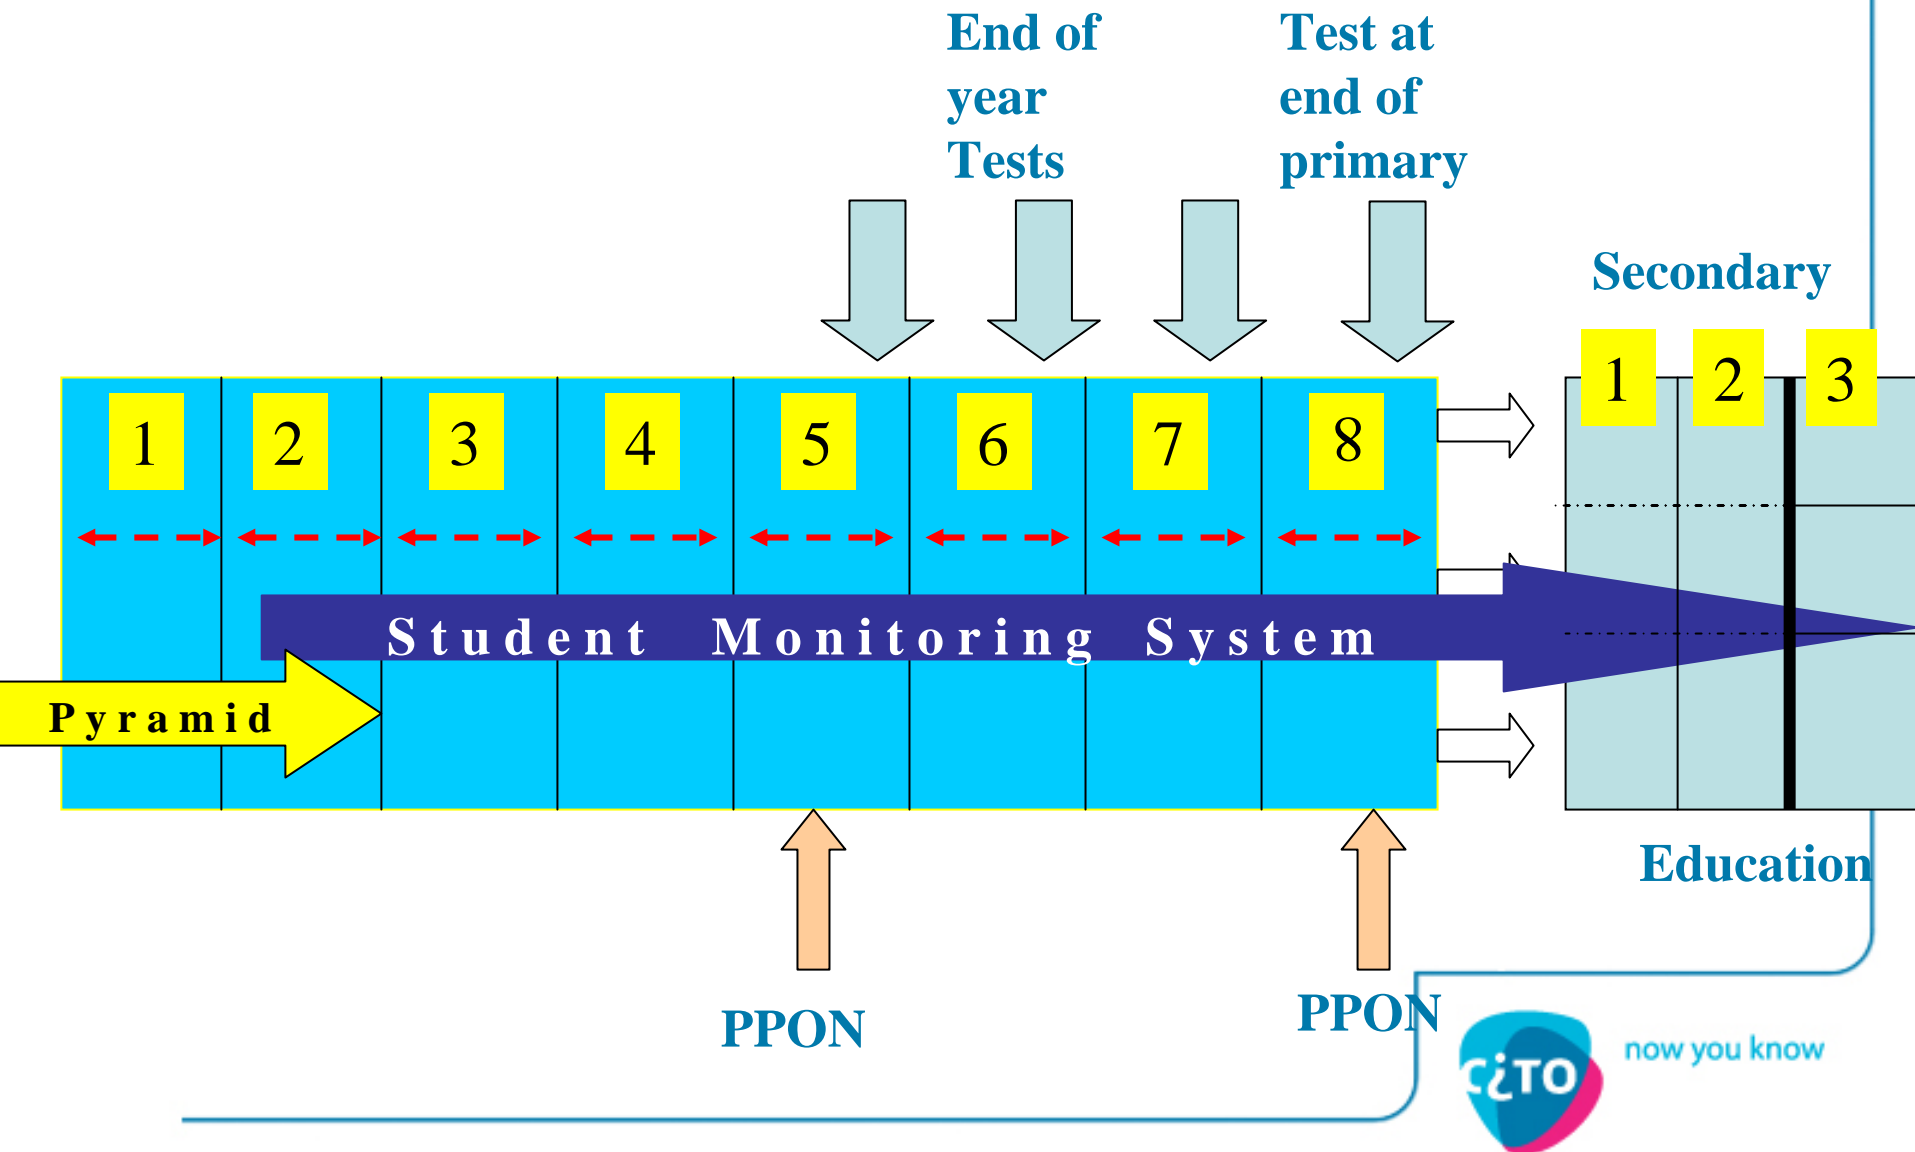 End of
year
Tests
Test at
end of
primary
Secondary
1 2 3 4 5 6 7 8
1 2 3
Student Monitoring System
Pyramid
Education
PPON
PPON
CiTO
now you know